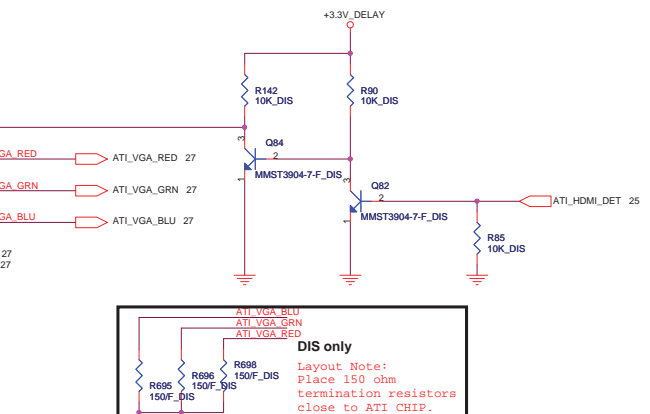 +3.3V_DELAY
R142
10K_DIS
R90
10K_DIS
3
Q84
2
1
MMST3904-7-F_DIS
3
Q82
2
1
MMST3904-7-F_DIS
ATI_HDMI_DET 25
R85
10K_DIS
GA_RED
ATI_VGA_RED 27
GA_GRN
ATI_VGA_GRN 27
GA_BLU
ATI_VGA_BLU 27
27
27
ATI_VGA_BLU
ATI_VGA_GRN
ATI_VGA_RED
DIS only
R695
150/F_DIS
R696
150/F_DIS
R698
150/F_DIS
Layout Note:
Place 150 ohm
termination resistors
close to ATI CHIP.